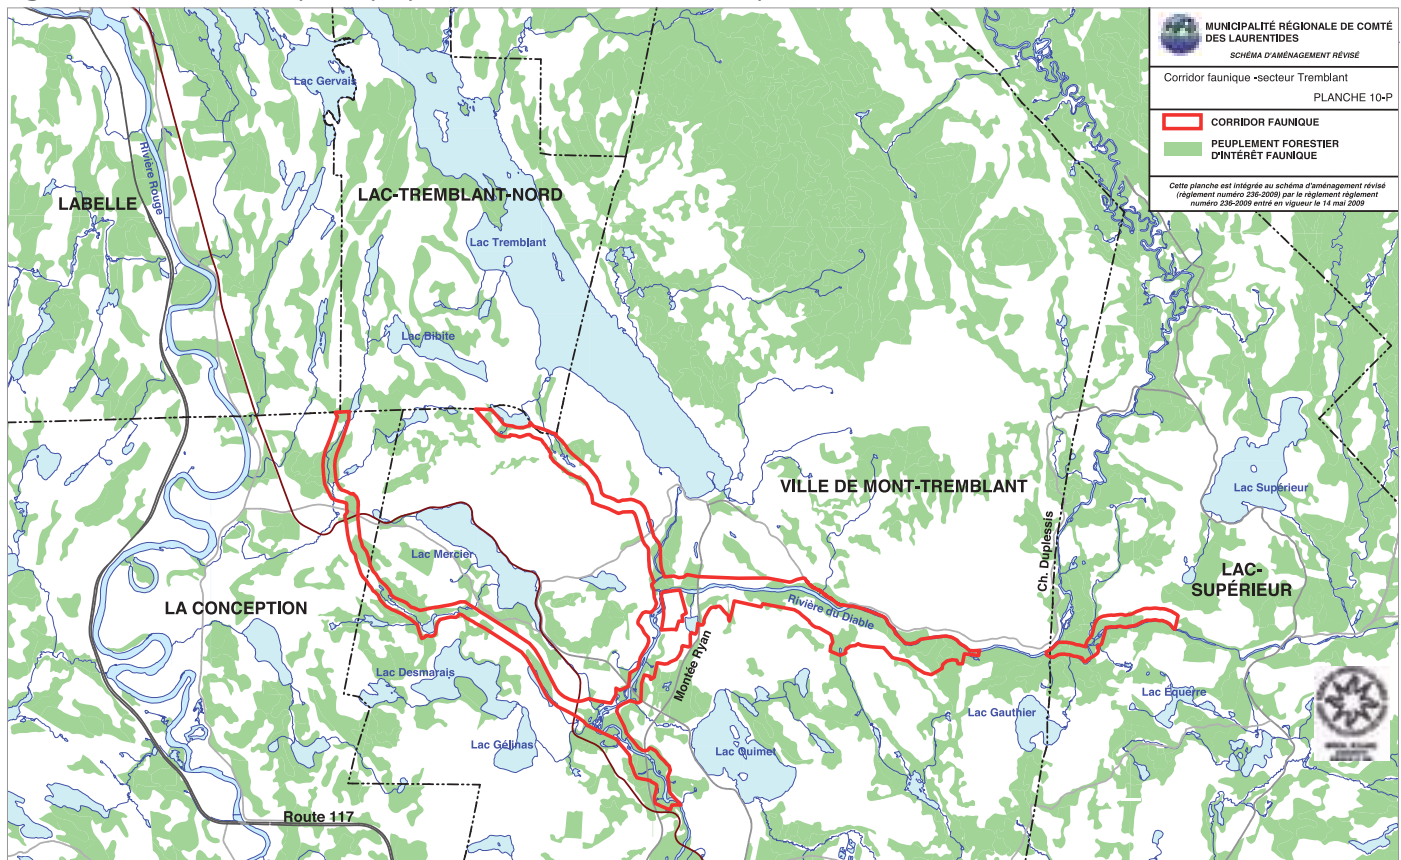 MUNICIPALITÉ RÉGIONALE DE COMTÉ
DES LAURENTIDES
SCHÉMA D'AMÉNAGEMENT RÉVISÉ
Corridor faunique -secteur Tremblant
PLANCHE 10-P
CORRIDOR FAUNIQUE
PEUPLEMENT FORESTIER
D'INTÉRÊT FAUNIQUE
Cette planche est intégrée au schéma d'aménagement révisé
(règlement numéro 236-2009) par le règlement règlement
numéro 236-2009 entré en vigueur le 14 mai 2009
Lac Gervais
Rivière Rouge
LABELLE
LAC-TREMBLANT-NORD
Lac Tremblant
Lac Bibite
VILLE DE MONT-TREMBLANT
Lac Supérieur
Ch. Duplessis
Lac Mercier
LAC-
SUPÉRIEUR
LA CONCEPTION
Rivière du Diable
Montée Ryan
Lac Desmarais
Lac Équerre
Lac Gauthier
Lac Gélinas
Lac Ouimet
Route 117